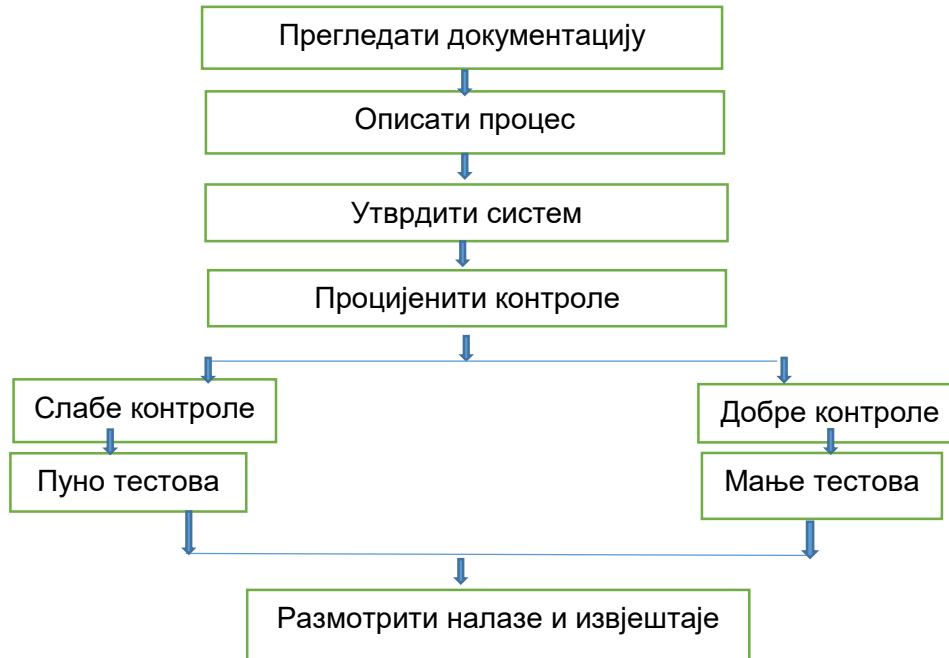 Прегледати документацију
Описати процес
Утврдити систем
Процијенити контроле
Слабе контроле
Добре контроле
Пуно тестова
Мање тестова
Размотрити налазе и извјештаје